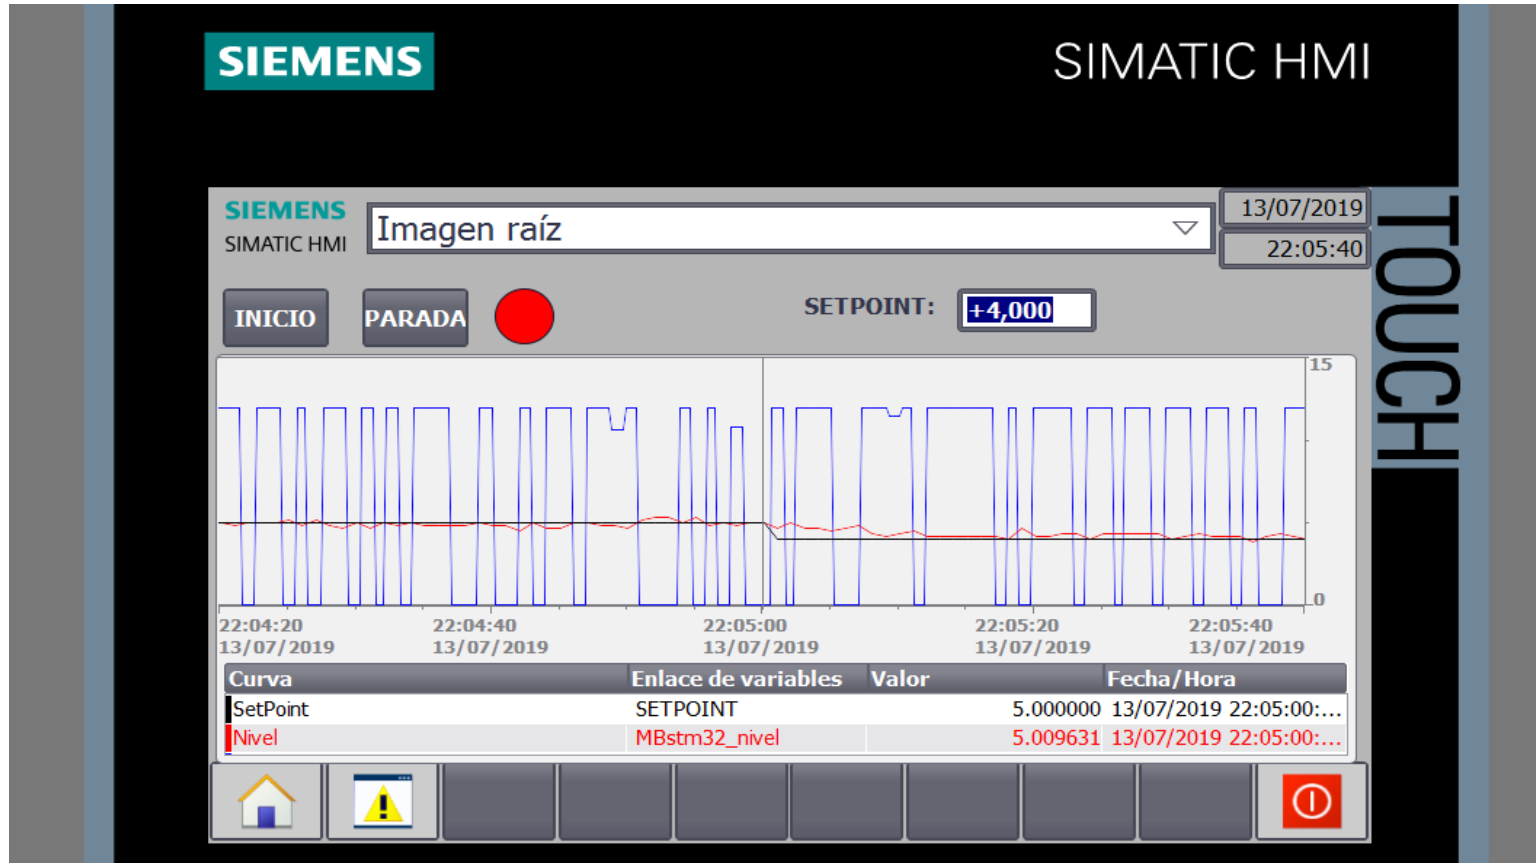 SIEMENS
SIMATIC HMI
TOUCH
SIEMENS
SIMATIC HMI
Imagen raíz
13/07/2019
22:05:40
INICIO
PARADA
SETPOINT:
+4,000
15
0
22:04:20 22:04:40 22:05:00 22:05:20 22:05:40
13/07/2019 13/07/2019 13/07/2019 13/07/2019 13/07/2019
Curva Enlace de variables Valor Fecha/Hora
SetPoint SETPOINT 5.000000 13/07/2019 22:05:00:...
Nivel MBstm32_nivel 5.009631 13/07/2019 22:05:00:...